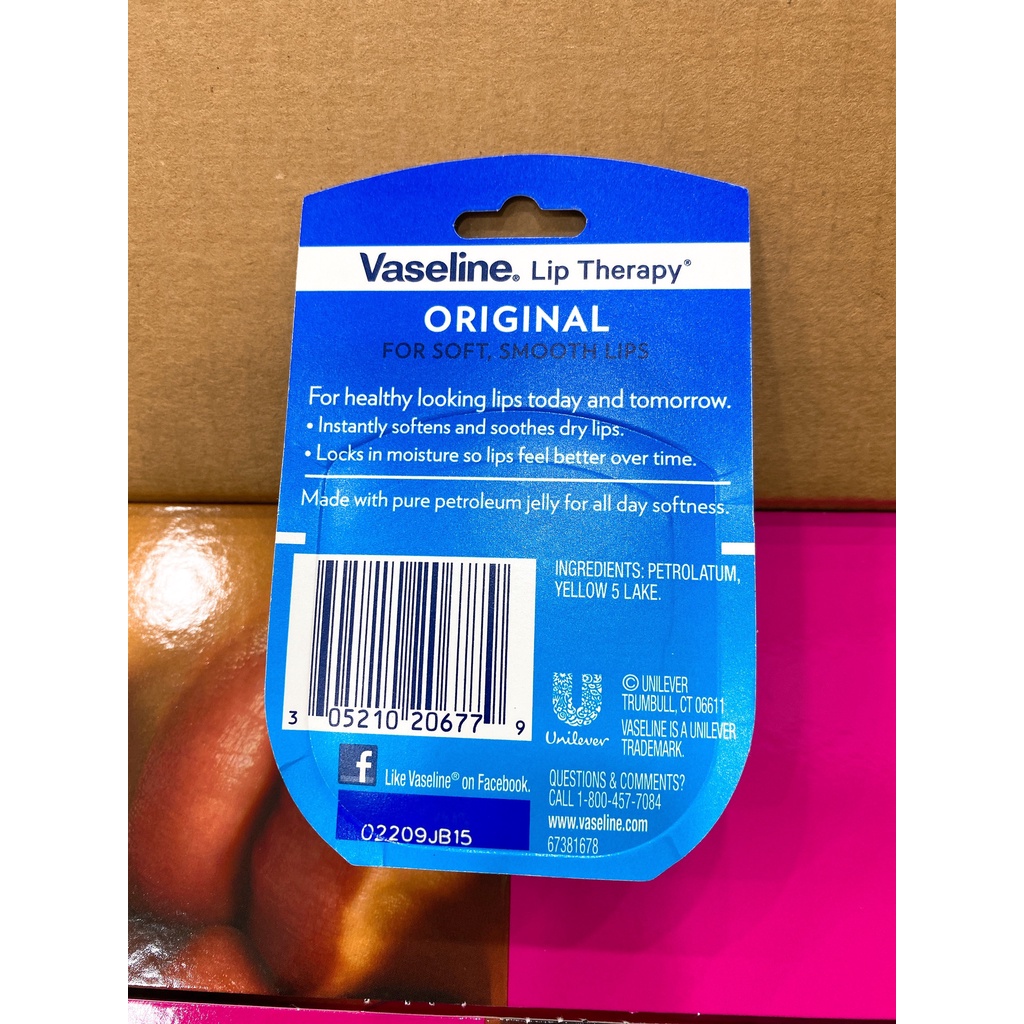 Vaseline® Lip Therapy®
ORIGINAL
FOR SOFT, SMOOTH LIPS
For healthy looking lips today and tomorrow.
• Instantly softens and soothes dry lips.
• Locks in moisture so lips feel better over time.
Made with pure petroleum jelly for all day softness.
INGREDIENTS: PETROLATUM,
YELLOW 5 LAKE.
3 05210 20677 9
Unilever
© UNILEVER
TRUMBULL, CT 06611
VASELINE IS A UNILEVER
TRADEMARK.
f Like Vaseline® on Facebook.
QUESTIONS & COMMENTS?
CALL 1-800-457-7084
www.vaseline.com
67381678
02209JB15